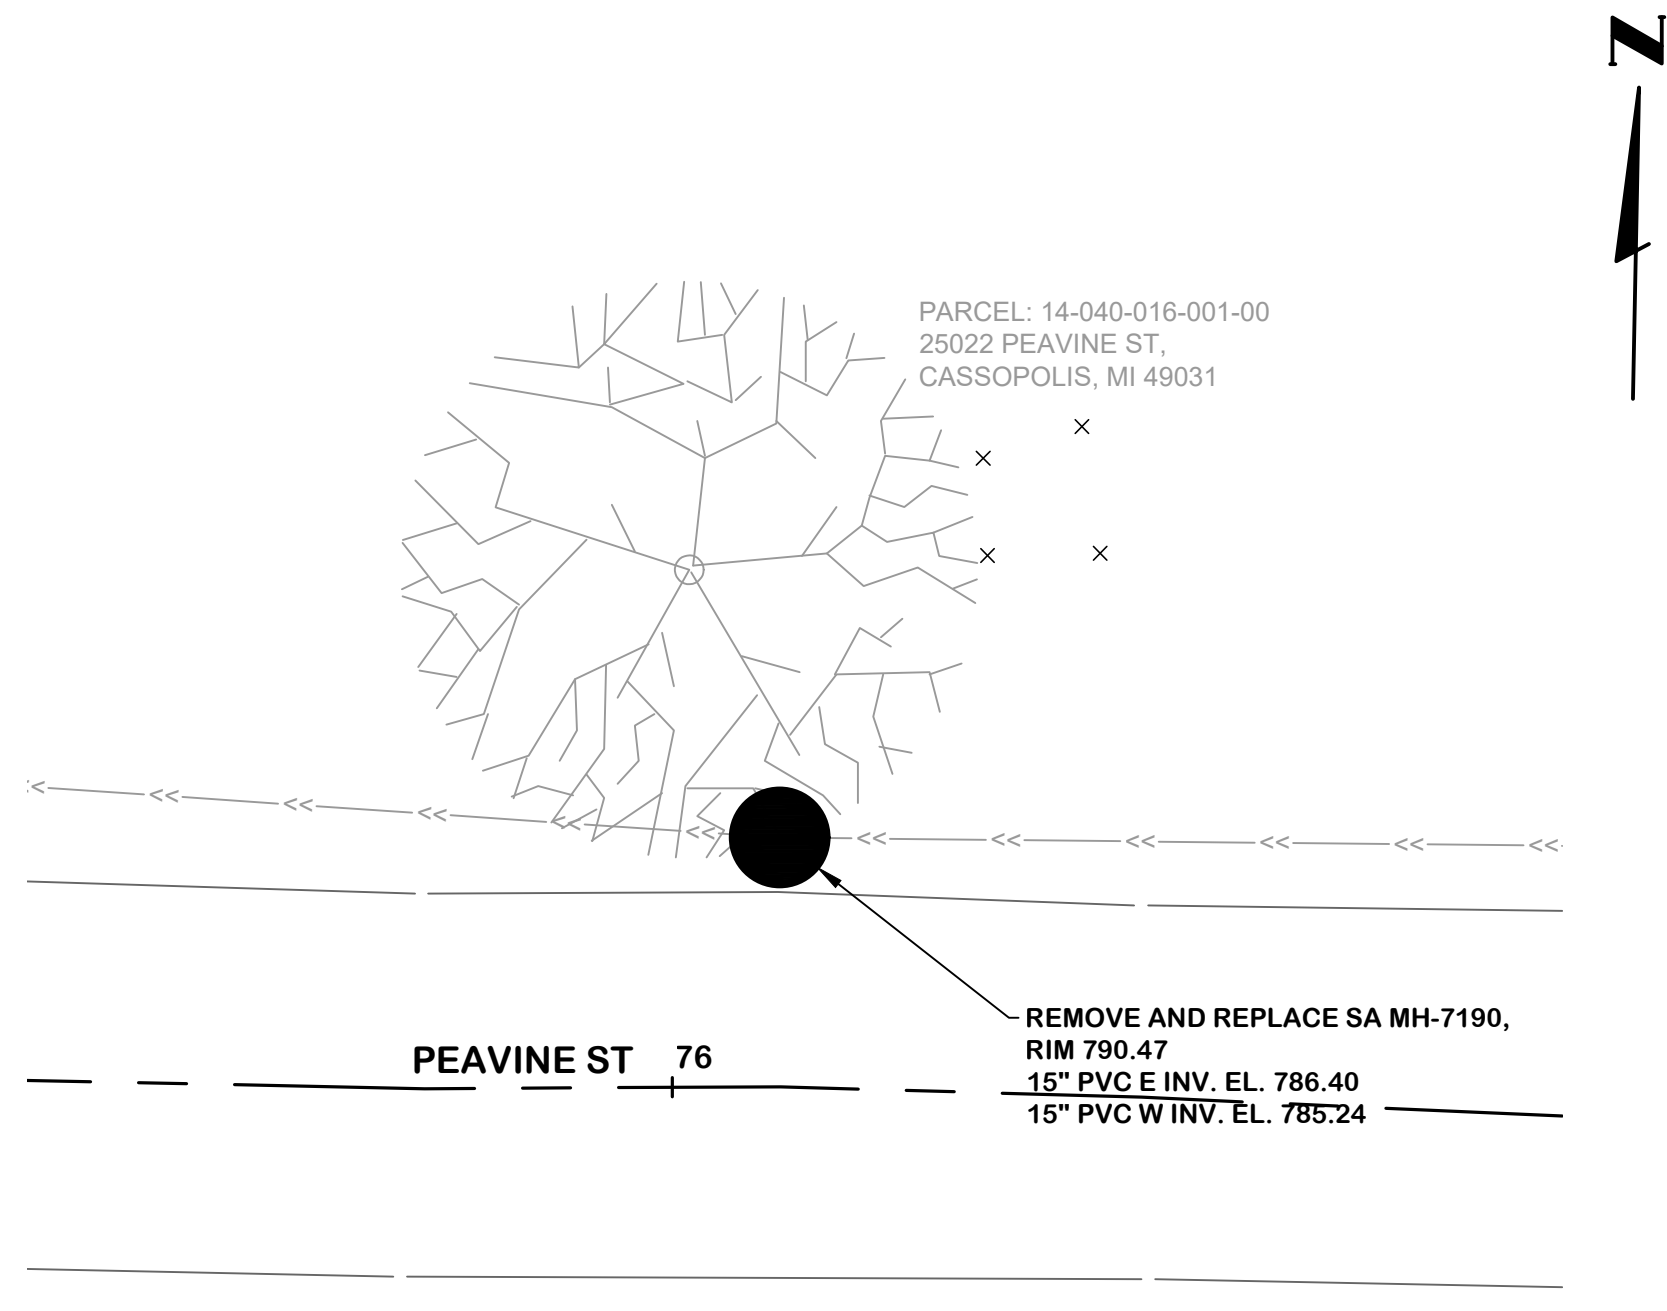 N
PARCEL: 14-040-016-001-00
25022 PEAVINE ST,
CASSOPOLIS, MI 49031
REMOVE AND REPLACE SA MH-7190,
RIM 790.47
15" PVC E INV. EL. 786.40
15" PVC W INV. EL. 785.24
PEAVINE ST 76